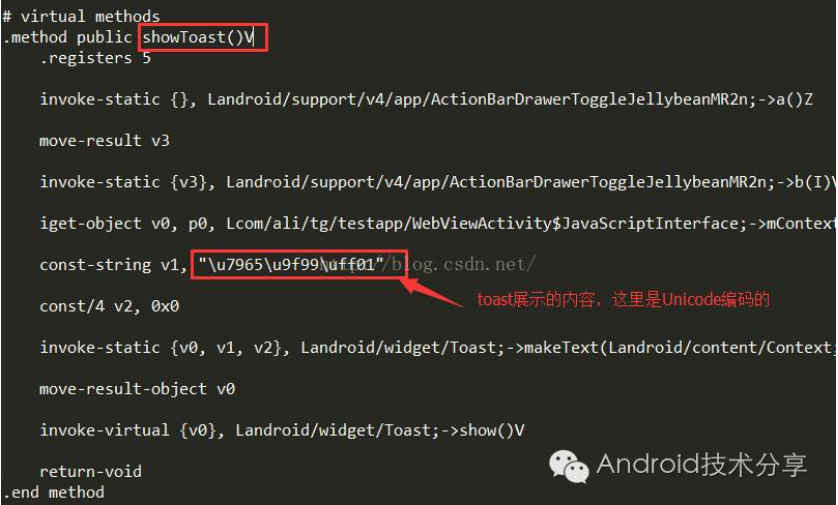 # virtual methods
.method public showToast()V
.registers 5
invoke-static {}, Landroid/support/v4/app/ActionBarDrawerToggleJellybeanMR2n;->a()Z
move-result v3
invoke-static {v3}, Landroid/support/v4/app/ActionBarDrawerToggleJellybeanMR2n;->b(I)V
iget-object v0, p0, Lcom/ali/tg/testapp/WebViewActivity$JavaScriptInterface;->mContext
const-string v1, "\u7965\u9f99\uff01" /blog.csdn.net/
toast展示的内容，这里是Unicode编码的
const/4 v2, 0x0
invoke-static {v0, v1, v2}, Landroid/widget/Toast;->makeText(Landroid/content/Context;
move-result-object v0
invoke-virtual {v0}, Landroid/widget/Toast;->show()V
return-void
Android技术分享
.end method